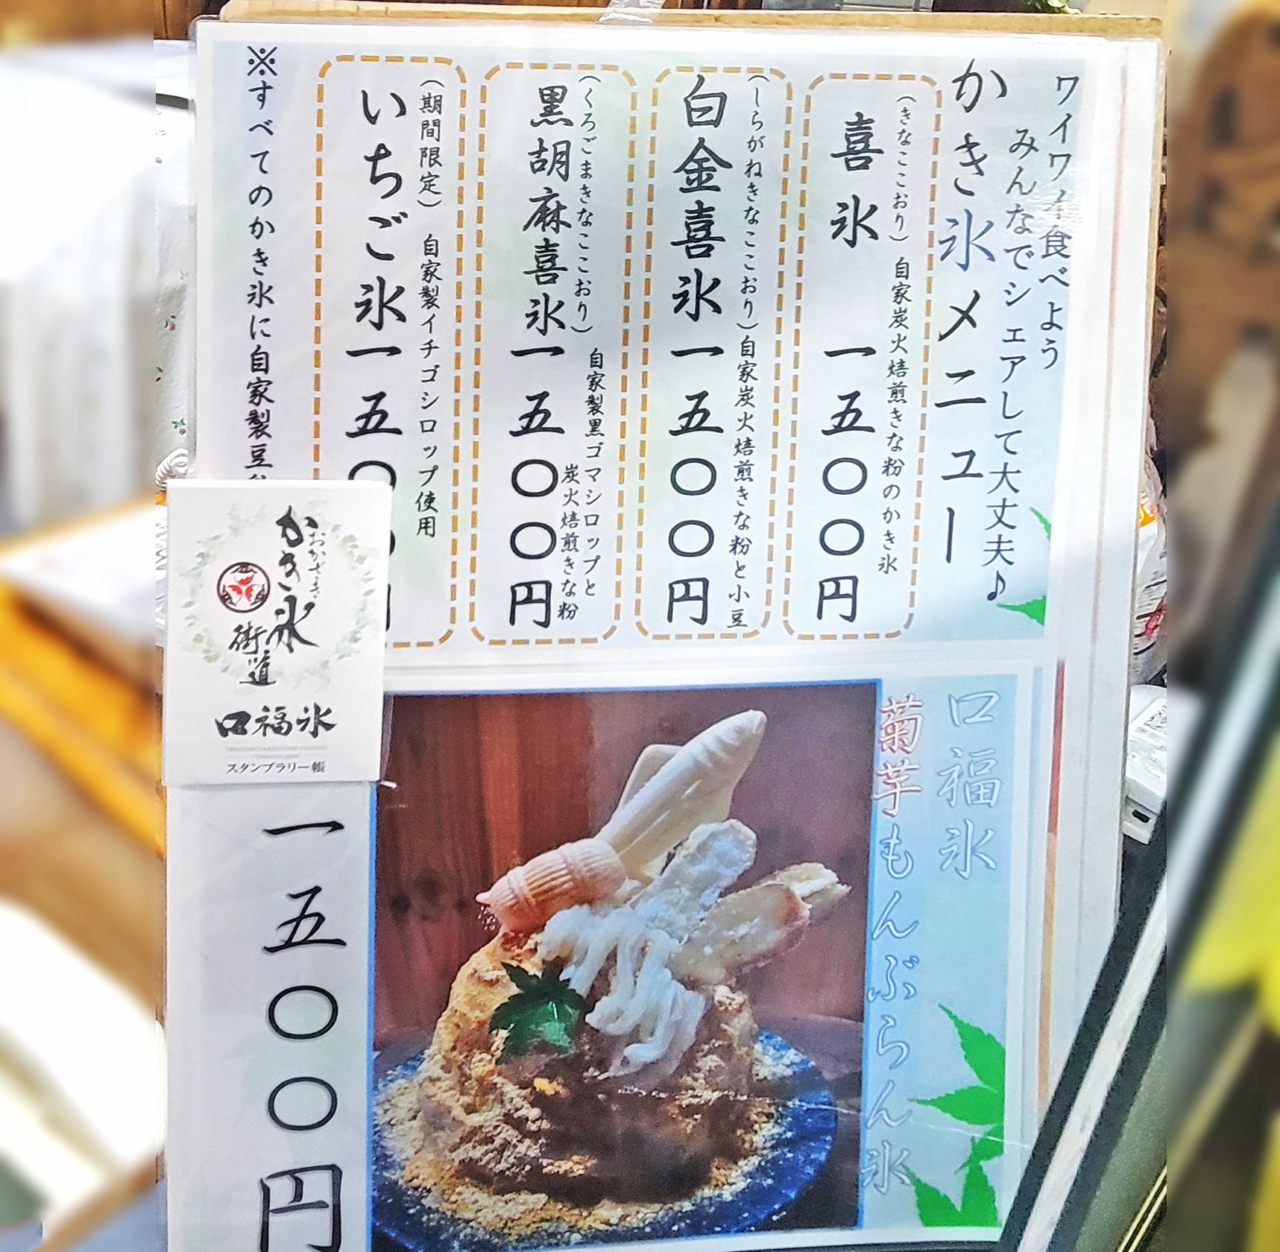 ワイワイ食べよう
みんなでシェアして大丈夫♪
かき氷メニュー
(きなここおり)自家炭火焙煎きな粉のかき氷
喜氷 一五〇〇円
(しらがねきなここおり)自家炭火焙煎きな粉と小豆
白金喜氷 一五〇〇円
(くろごまきなここおり)自家製黒ゴマシロップと
炭火焙煎きな粉
黒胡麻喜氷 一五〇〇円
(期間限定) 自家製イチゴシロップ使用
いちご氷 一五〇〇円
※すべてのかき氷に自家製豆
口福氷
菊芋もんぶらん氷
一五〇〇円
おかざき
かき氷
街道
口福氷
スタンプラリー帳